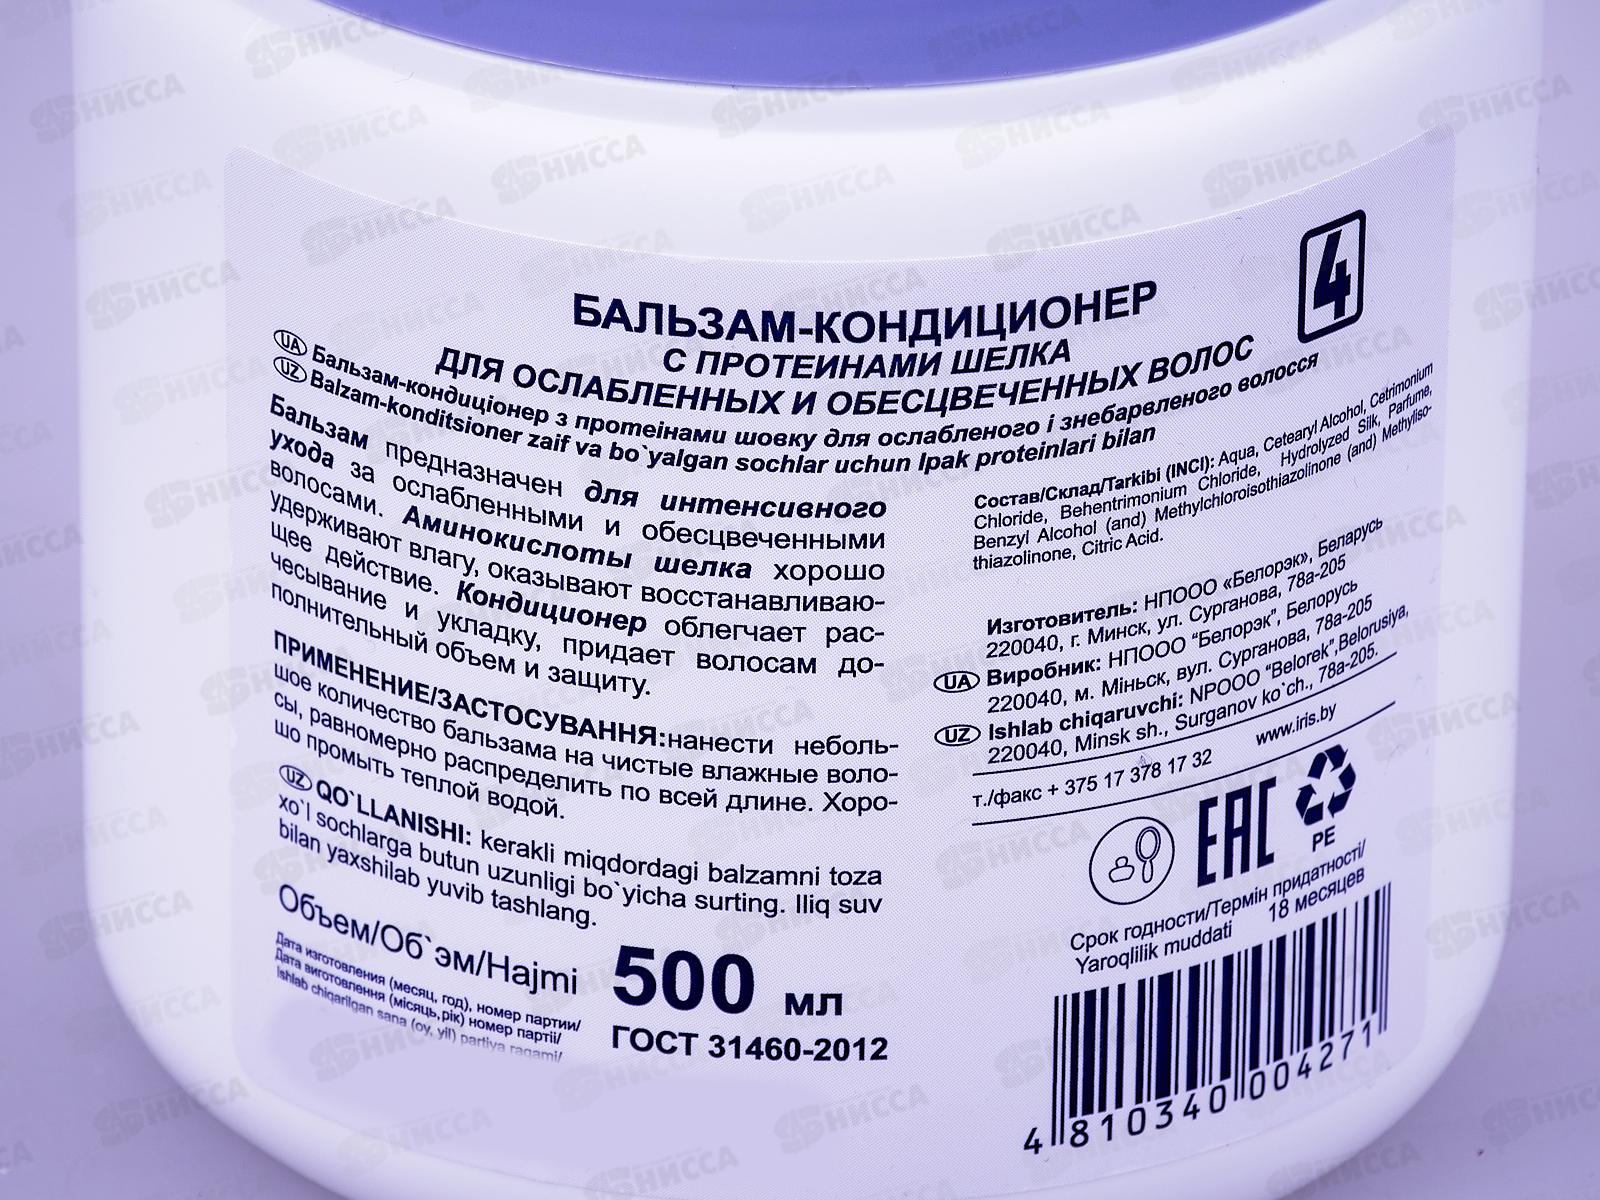 4
БАЛЬЗАМ-КОНДИЦИОНЕР
С ПРОТЕИНАМИ ШЕЛКА
ДЛЯ ОСЛАБЛЕННЫХ И ОБЕСЦВЕЧЕННЫХ ВОЛОС
UA Бальзам-кондиціонер з протеінами шовку для ослабленого і знебарвленого волосся
UZ Balzam-konditsioner zaif va bo`yalgan sochlar uchun Ipak proteinlari bilan
Бальзам предназначен для интенсивного
ухода за ослабленными и обесцвеченными
волосами. Аминокислоты шелка хорошо
удерживают влагу, оказывают восстанавливаю-
щее действие. Кондиционер облегчает рас-
чесывание и укладку, придает волосам до-
полнительный объем и защиту.
ПРИМЕНЕНИЕ/ЗАСТОСУВАННЯ:нанести неболь-
шое количество бальзама на чистые влажные воло-
сы, равномерно распределить по всей длине. Хоро-
шо промыть теплой водой.
UZ QO`LLANISHI: kerakli miqdordagi balzamni toza
xo`l sochlarga butun uzunligi bo`yicha surting. Iliq suv
bilan yaxshilab yuvib tashlang.
Объем/Об`эм/Hajmi 500 мл
Дата изготовления (месяц, год), номер партии/
Дата виготовлення (місяць,рік) номер партії/
Ishlab chiqarilgan sana (oy, yil) partiya raqami/
ГОСТ 31460-2012
Состав/Склад/Tarkibi (INCI): Aqua, Cetearyl Alcohol, Cetrimonium
Chloride, Behentrimonium Chloride, Hydrolyzed Silk, Parfume,
Benzyl Alcohol (and) Methylchloroisothiazolinone (and) Methyliso-
thiazolinone, Citric Acid.
Изготовитель: НПООО «Белорэк», Беларусь
220040, г. Минск, ул. Сурганова, 78а-205
UA Виробник: НПООО "Белорэк", Белорусь
220040, м. Міньск, вул. Сурганова, 78а-205
UZ Ishlab chiqaruvchi: NPOOO "Belorek",Belorusiya,
220040, Minsk sh., Surganov ko`ch., 78a-205.
т./факс + 375 17 378 17 32 www.iris.by
EAC
PE
Срок годности/Термін придатності/
Yaroqlilik muddati 18 месяцев
4 810340 004271
НИССА